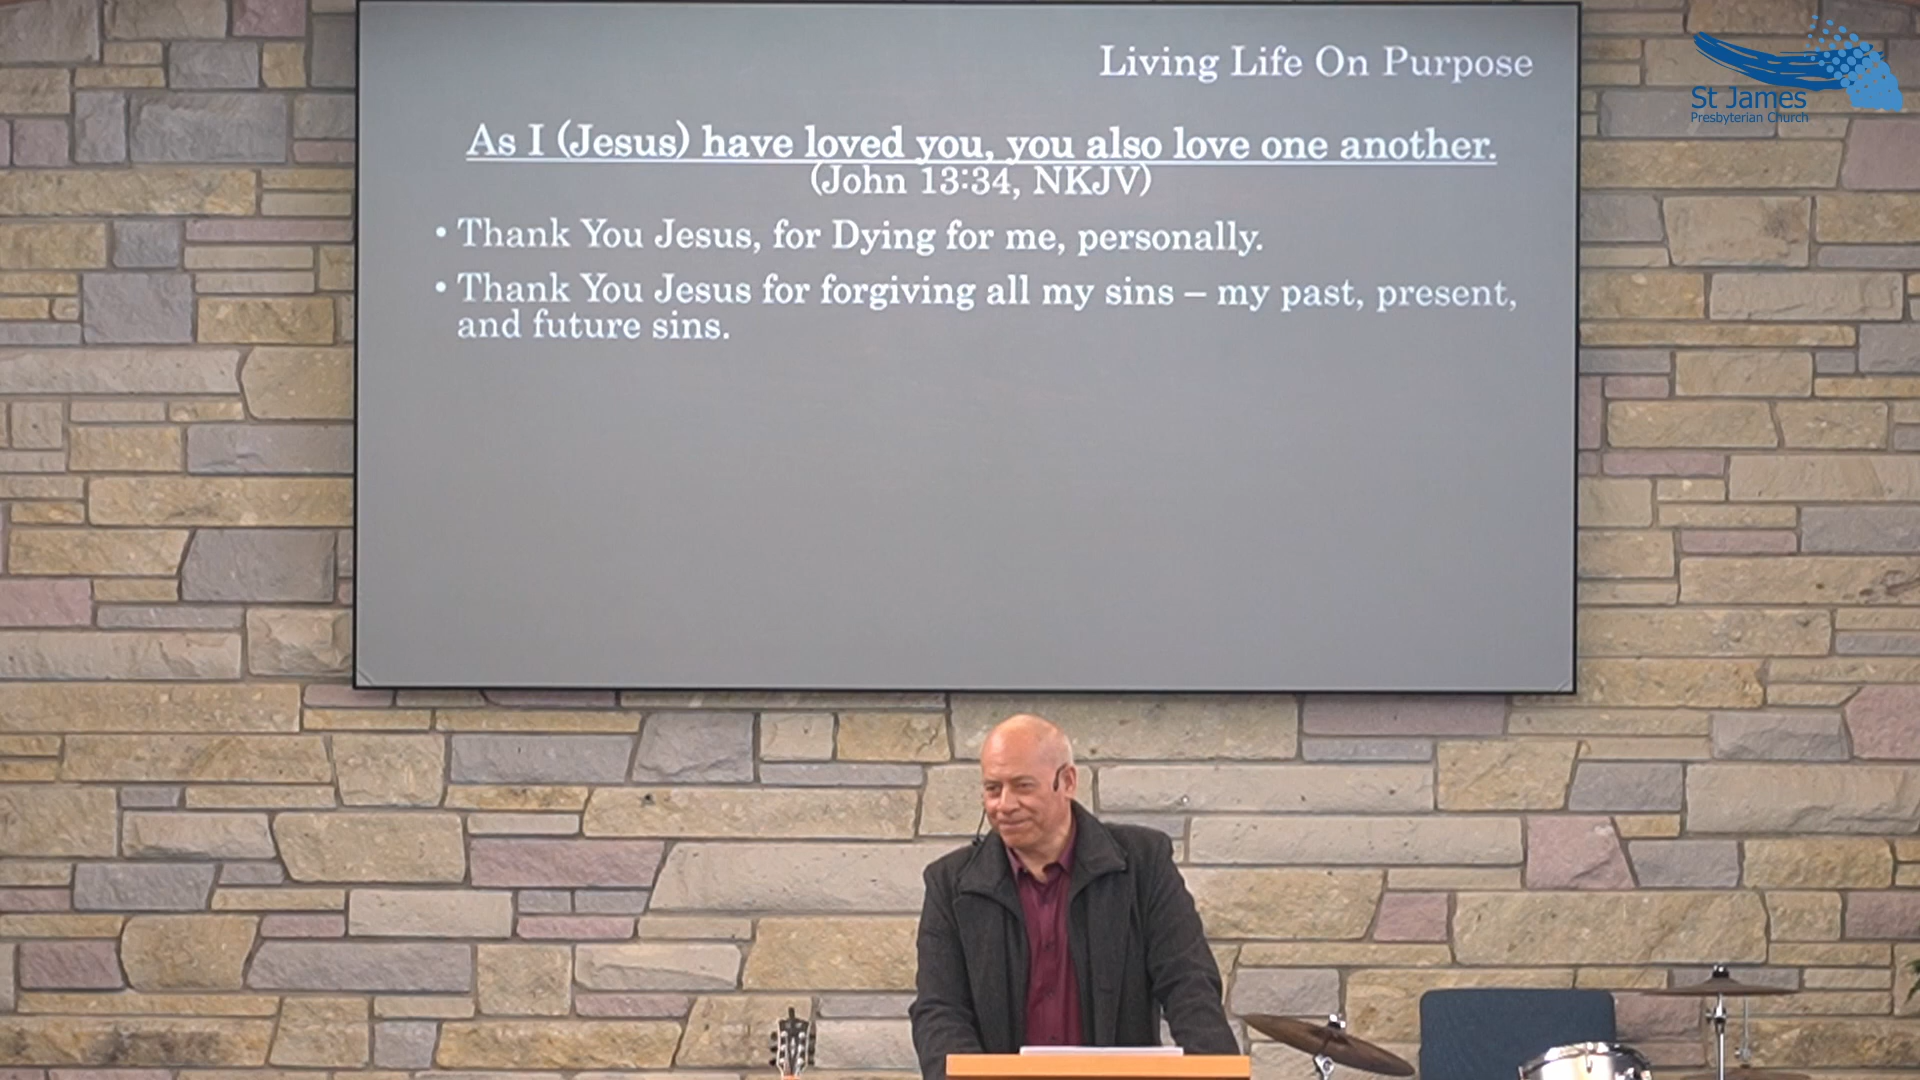 Living Life On Purpose
St James
Presbyterian Church
As I (Jesus) have loved you, you also love one another.
(John 13:34, NKJV)
• Thank You Jesus, for Dying for me, personally.
• Thank You Jesus for forgiving all my sins – my past, present,
and future sins.